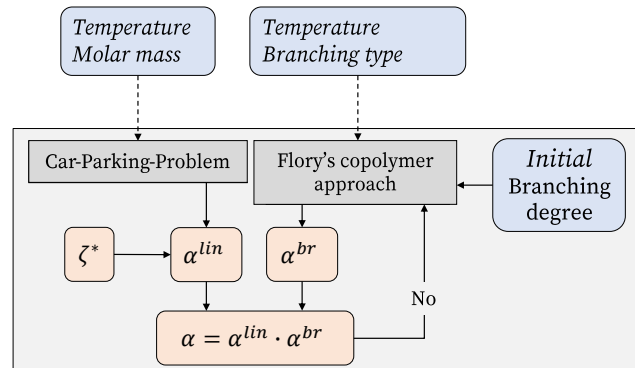 Temperature
Molar mass
Temperature
Branching type
Car-Parking-Problem
Flory's copolymer
approach
Initial
Branching
degree
ζ*
α^{lin}
α^{br}
No
α = α^{lin} · α^{br}